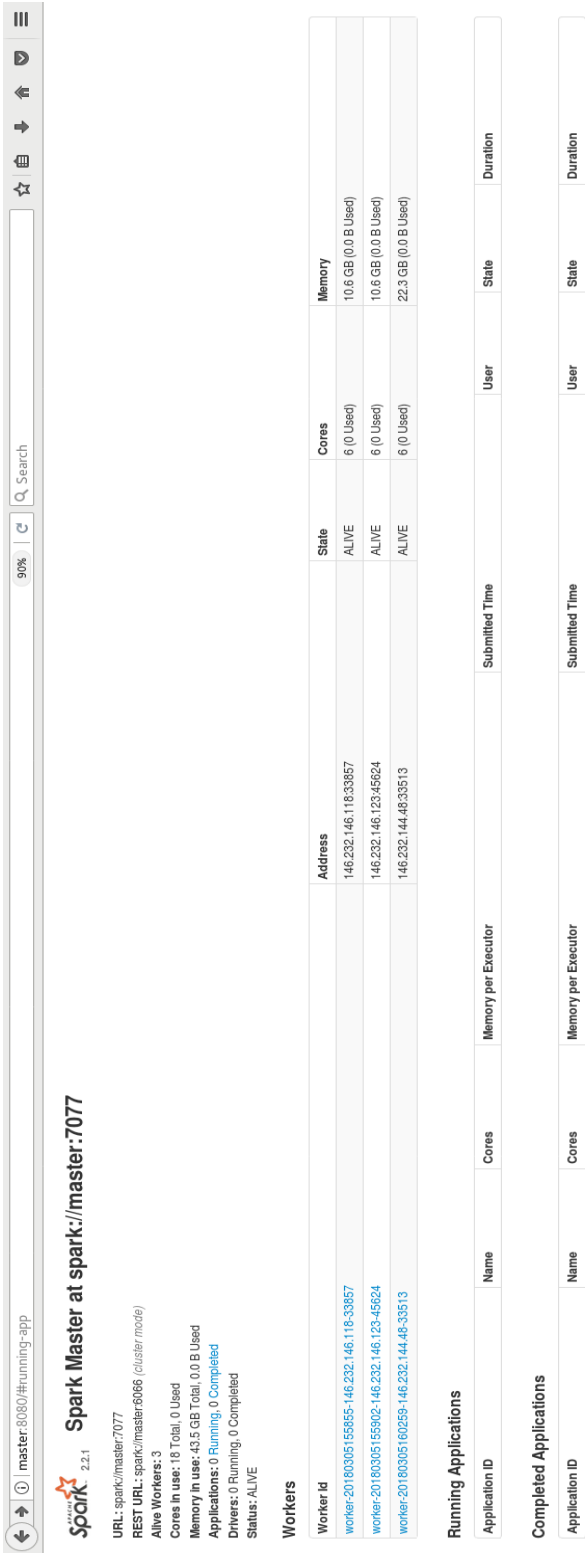 master:8080/#running-app 90% Search
APACHE
Spark 2.2.1 Spark Master at spark://master:7077
URL: spark://master:7077
REST URL: spark://master:6066 (cluster mode)
Alive Workers: 3
Cores in use: 18 Total, 0 Used
Memory in use: 43.5 GB Total, 0.0 B Used
Applications: 0 Running, 0 Completed
Drivers: 0 Running, 0 Completed
Status: ALIVE
Workers
Worker Id Address State Cores Memory
worker-20180305155855-146.232.146.118-33857 146.232.146.118:33857 ALIVE 6 (0 Used) 10.6 GB (0.0 B Used)
worker-20180305155902-146.232.146.123-45624 146.232.146.123:45624 ALIVE 6 (0 Used) 10.6 GB (0.0 B Used)
worker-20180305160259-146.232.144.48-33513 146.232.144.48:33513 ALIVE 6 (0 Used) 22.3 GB (0.0 B Used)
Running Applications
Application ID Name Cores Memory per Executor Submitted Time User State Duration
Completed Applications
Application ID Name Cores Memory per Executor Submitted Time User State Duration